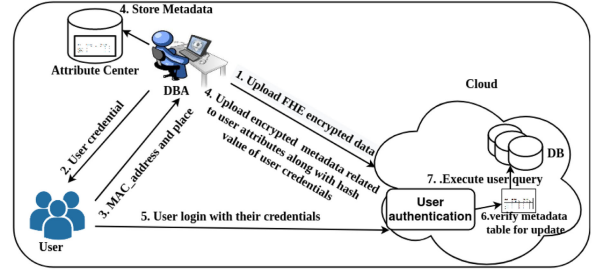 4. Store Metadata
Attribute Center
DBA
1. Upload FHE encrypted data
4. Upload encrypted metadata related
to user attributes along with hash
value of user credentials
2. User credential
3. MAC_address and place
User
5. User login with their credentials
Cloud
DB
7. .Execute user query
User
authentication
6.verify metadata
table for update